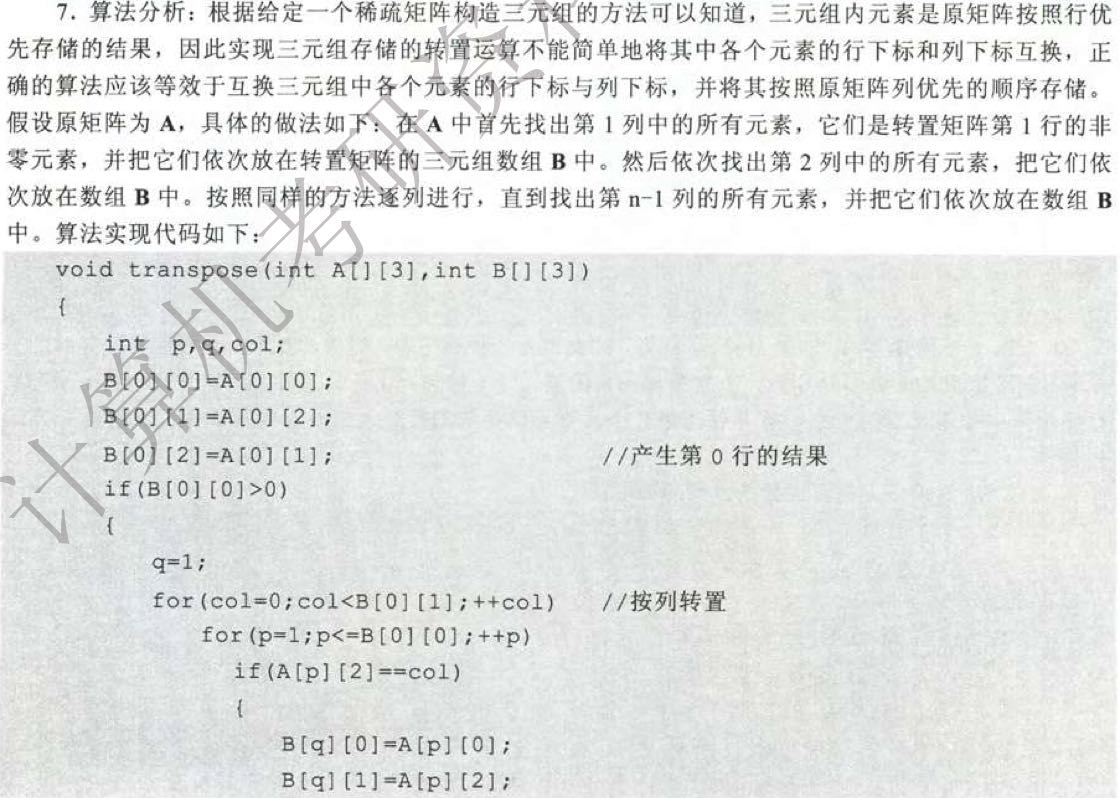 7. 算法分析：根据给定一个稀疏矩阵构造三元组的方法可以知道，三元组内元素是原矩阵按照行优
先存储的结果，因此实现三元组存储的转置运算不能简单地将其中各个元素的行下标和列下标互换，正
确的算法应该等效于互换三元组中各个元素的行下标与列下标，并将其按照原矩阵列优先的顺序存储。
假设原矩阵为 A，具体的做法如下：在 A 中首先找出第 1 列中的所有元素，它们是转置矩阵第 1 行的非
零元素，并把它们依次放在转置矩阵的三元组数组 B 中。然后依次找出第 2 列中的所有元素，把它们依
次放在数组 B 中。按照同样的方法逐列进行，直到找出第 n-1 列的所有元素，并把它们依次放在数组 B
中。算法实现代码如下：
void transpose(int A[][3],int B[][3])
{
int p,q,col;
B[0][0]=A[0][0];
B[0][1]=A[0][2];
B[0][2]=A[0][1]; //产生第 0 行的结果
if(B[0][0]>0)
{
q=1;
for(col=0;col<B[0][1];++col) //按列转置
for(p=1;p<=B[0][0];++p)
if(A[p][2]==col)
{
B[q][0]=A[p][0];
B[q][1]=A[p][2];
计算机考研资